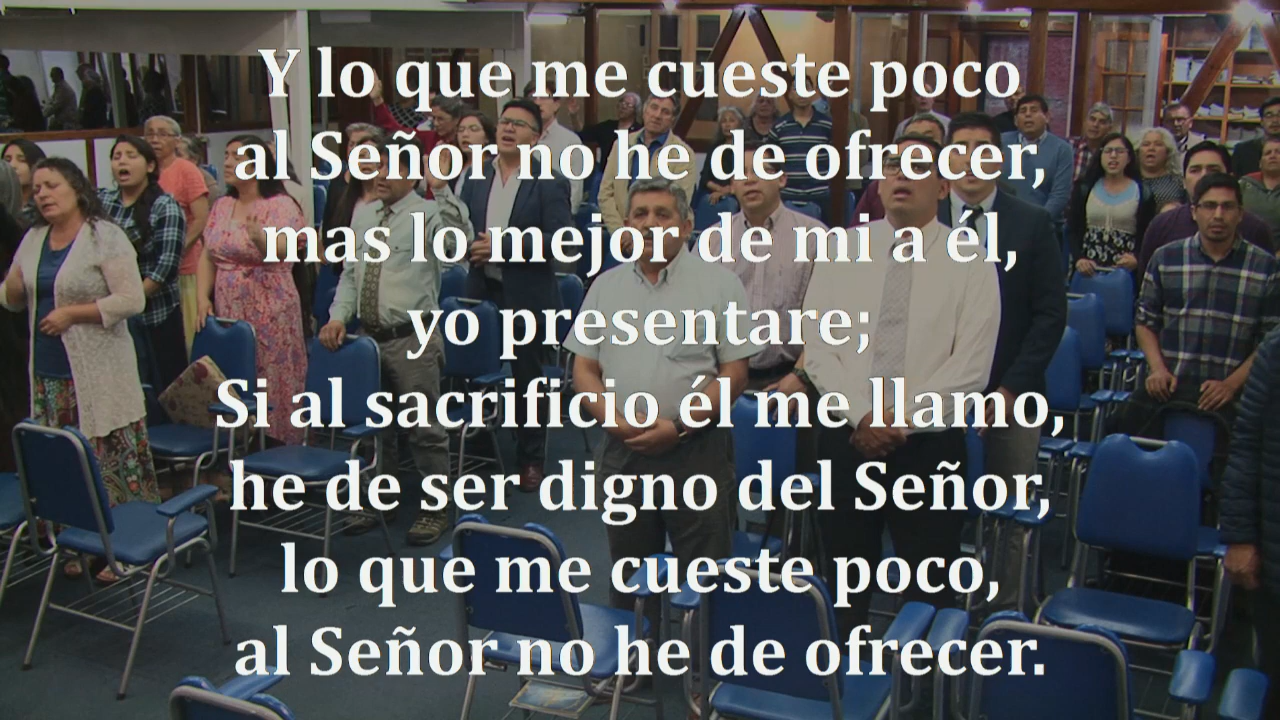 Y lo que me cueste poco
al Señor no he de ofrecer,
mas lo mejor de mi a él,
yo presentare;
Si al sacrificio él me llamo,
he de ser digno del Señor,
lo que me cueste poco,
al Señor no he de ofrecer.